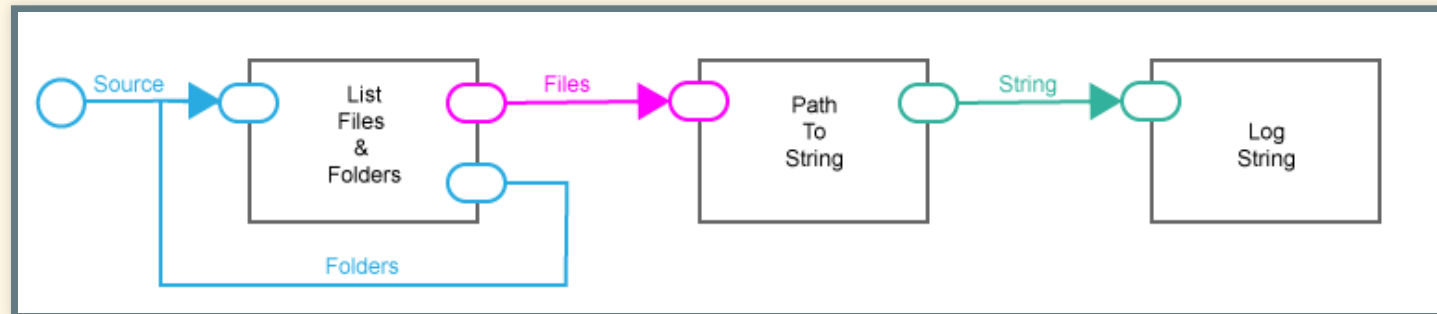 Source
List
Files
&
Folders
Files
Path
To
String
String
Log
String
Folders